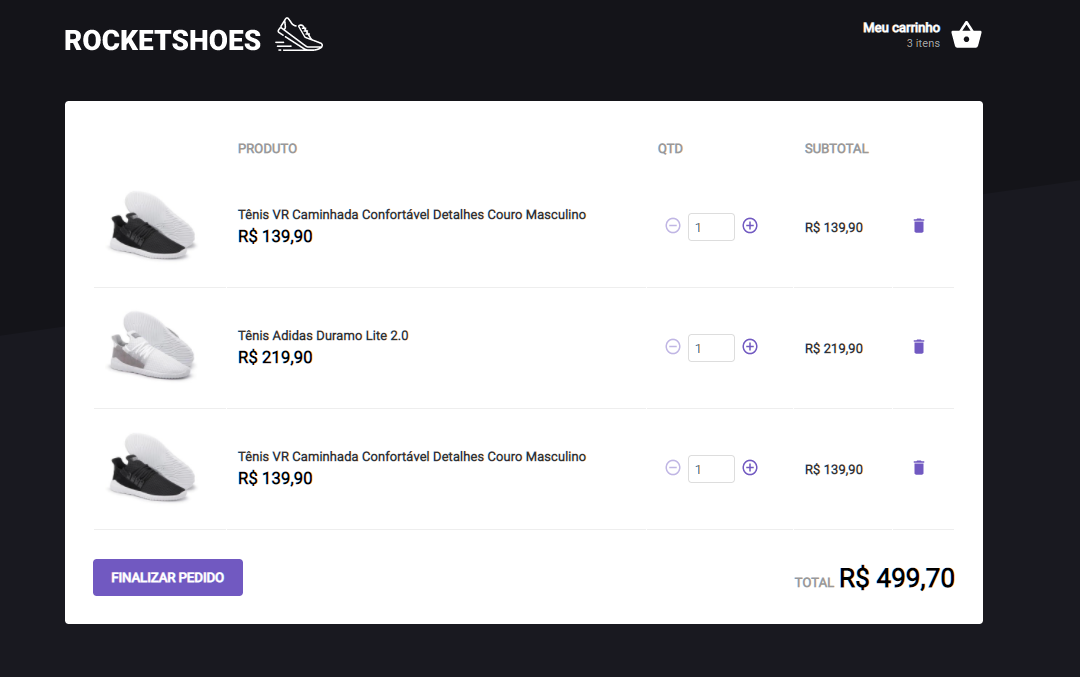 ROCKETSHOES
Meu carrinho
3 itens
PRODUTO QTD SUBTOTAL
Tênis VR Caminhada Confortável Detalhes Couro Masculino
R$ 139,90
1
R$ 139,90
Tênis Adidas Duramo Lite 2.0
R$ 219,90
1
R$ 219,90
Tênis VR Caminhada Confortável Detalhes Couro Masculino
R$ 139,90
1
R$ 139,90
FINALIZAR PEDIDO
TOTAL R$ 499,70